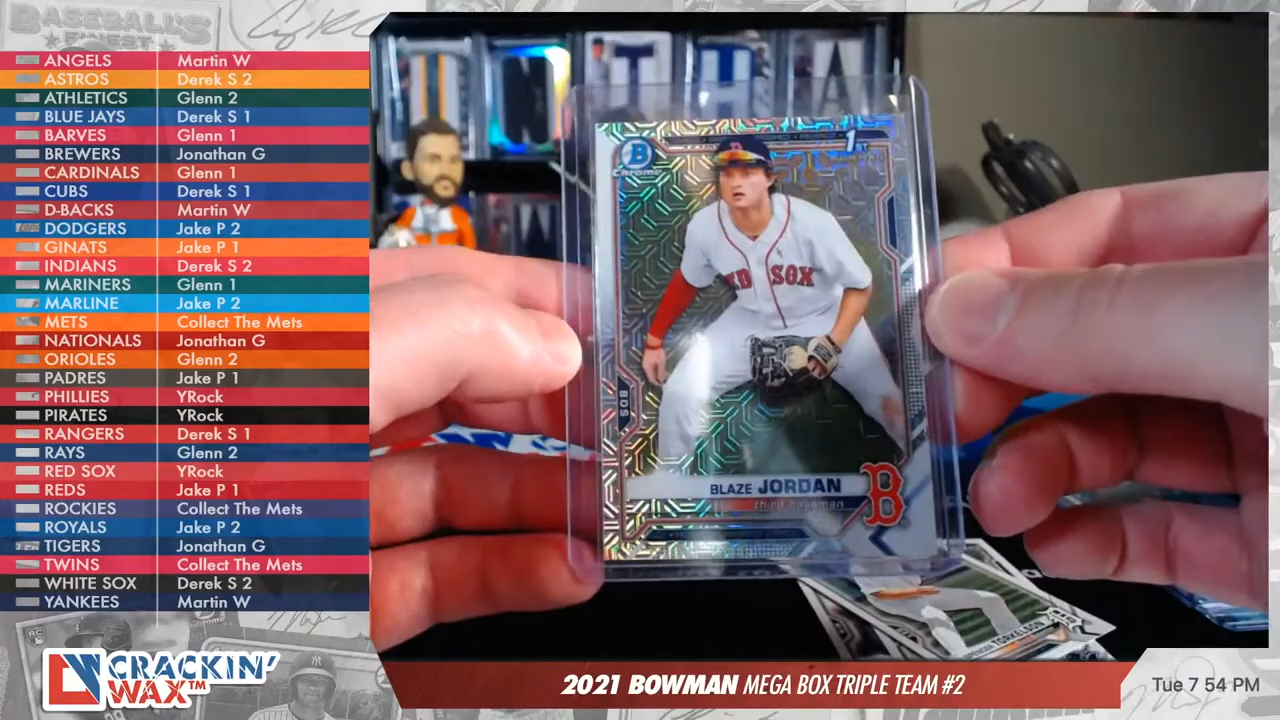 BASEBALL'S
FINEST
ANGELS Martin W
ASTROS Derek S 2
ATHLETICS Glenn 2
BLUE JAYS Derek S 1
BARVES Glenn 1
BREWERS Jonathan G
CARDINALS Glenn 1
CUBS Derek S 1
D-BACKS Martin W
DODGERS Jake P 2
GINATS Jake P 1
INDIANS Derek S 2
MARINERS Glenn 1
MARLINE Jake P 2
METS Collect The Mets
NATIONALS Jonathan G
ORIOLES Glenn 2
PADRES Jake P 1
PHILLIES YRock
PIRATES YRock
RANGERS Derek S 1
RAYS Glenn 2
RED SOX YRock
REDS Jake P 1
ROCKIES Collect The Mets
ROYALS Jake P 2
TIGERS Jonathan G
TWINS Collect The Mets
WHITE SOX Derek S 2
YANKEES Martin W
CRACKIN'
WAX™
RC
B
Chrome
1ST
B
RED SOX
BOS
BLAZE JORDAN
third baseman
B
TORKELSON
2021 BOWMAN MEGA BOX TRIPLE TEAM #2
Tue 7 54 PM